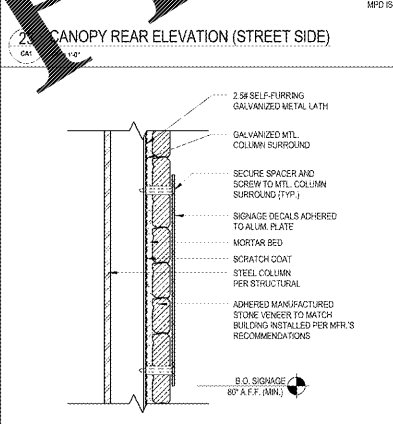 MPD IS
CANOPY REAR ELEVATION (STREET SIDE)
CA1
2.5# SELF-FURRING
GALVANIZED METAL LATH
GALVANIZED MTL.
COLUMN SURROUND
SECURE SPACER AND
SCREW TO MTL. COLUMN
SURROUND (TYP.)
SIGNAGE DECALS ADHERED
TO ALUM. PLATE
MORTAR BED
SCRATCH COAT
STEEL COLUMN
PER STRUCTURAL
ADHERED MANUFACTURED
STONE VENEER TO MATCH
BUILDING INSTALLED PER MFR.'S
RECOMMENDATIONS
B.O. SIGNAGE
80" A.F.F. (MIN.)